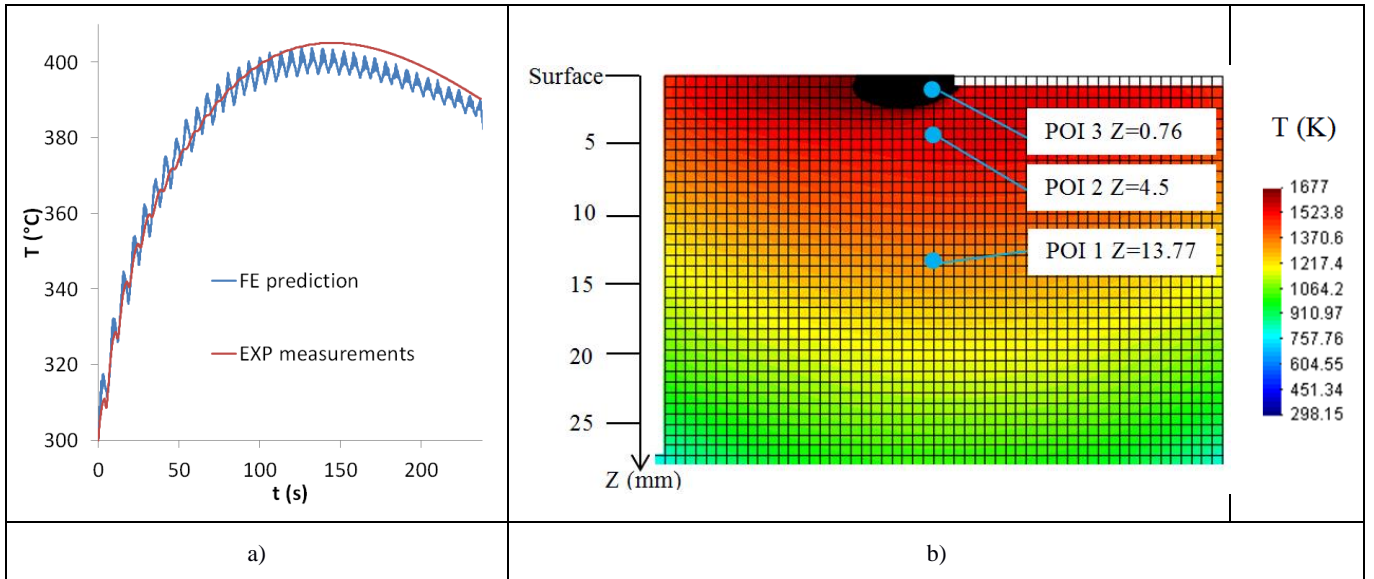 T (°C)
400
380
360
340
320
300
0
50
100
150
200
t (s)
FE prediction
EXP measurements
Surface
5
10
15
20
25
Z (mm)
POI 3 Z=0.76
POI 2 Z=4.5
POI 1 Z=13.77
T (K)
1677
1523.8
1370.6
1217.4
1064.2
910.97
757.76
604.55
451.34
298.15
a)
b)